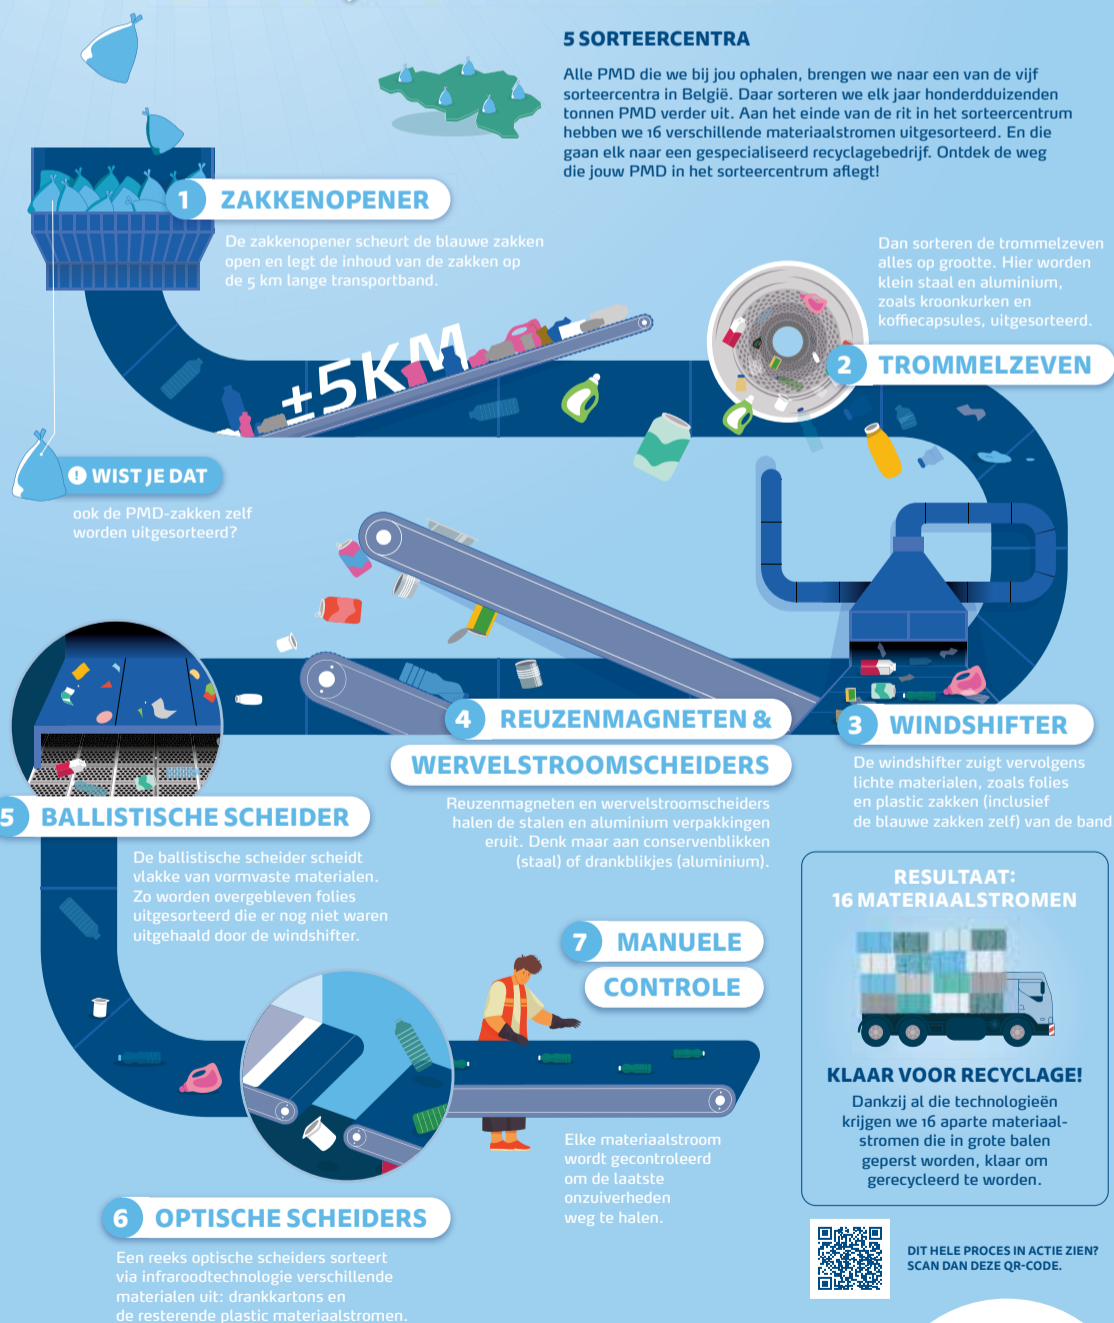 5 SORTEERCENTRA
Alle PMD die we bij jou ophalen, brengen we naar een van de vijf
sorteercentra in België. Daar sorteren we elk jaar honderdduizenden
tonnen PMD verder uit. Aan het einde van de rit in het sorteercentrum
hebben we 16 verschillende materiaalstromen uitgesorteerd. En die
gaan elk naar een gespecialiseerd recyclagebedrijf. Ontdek de weg
die jouw PMD in het sorteercentrum aflegt!
1 ZAKKENOPENER
De zakkenopener scheurt de blauwe zakken
open en legt de inhoud van de zakken op
de 5 km lange transportband.
±5KM
Dan sorteren de trommelzeven
alles op grootte. Hier worden
klein staal en aluminium,
zoals kroonkurken en
koffiecapsules, uitgesorteerd.
2 TROMMELZEVEN
! WIST JE DAT
ook de PMD-zakken zelf
worden uitgesorteerd?
3 WINDSHIFTER
De windshifter zuigt vervolgens
lichte materialen, zoals folies
en plastic zakken (inclusief
de blauwe zakken zelf) van de band
4 REUZENMAGNETEN &
WERVELSTROOMSCHEIDERS
Reuzenmagneten en wervelstroomscheiders
halen de stalen en aluminium verpakkingen
eruit. Denk maar aan conservenblikken
(staal) of drankblikjes (aluminium).
5 BALLISTISCHE SCHEIDER
De ballistische scheider scheidt
vlakke van vormvaste materialen.
Zo worden overgebleven folies
uitgesorteerd die er nog niet waren
uitgehaald door de windshifter.
6 OPTISCHE SCHEIDERS
Een reeks optische scheiders sorteert
via infraroodtechnologie verschillende
materialen uit: drankkartons en
de resterende plastic materiaalstromen.
7 MANUELE
CONTROLE
Elke materiaalstroom
wordt gecontroleerd
om de laatste
onzuiverheden
weg te halen.
RESULTAAT:
16 MATERIAALSTROMEN
KLAAR VOOR RECYCLAGE!
Dankzij al die technologieën
krijgen we 16 aparte materiaal-
stromen die in grote balen
geperst worden, klaar om
gerecycleerd te worden.
DIT HELE PROCES IN ACTIE ZIEN?
SCAN DAN DEZE QR-CODE.